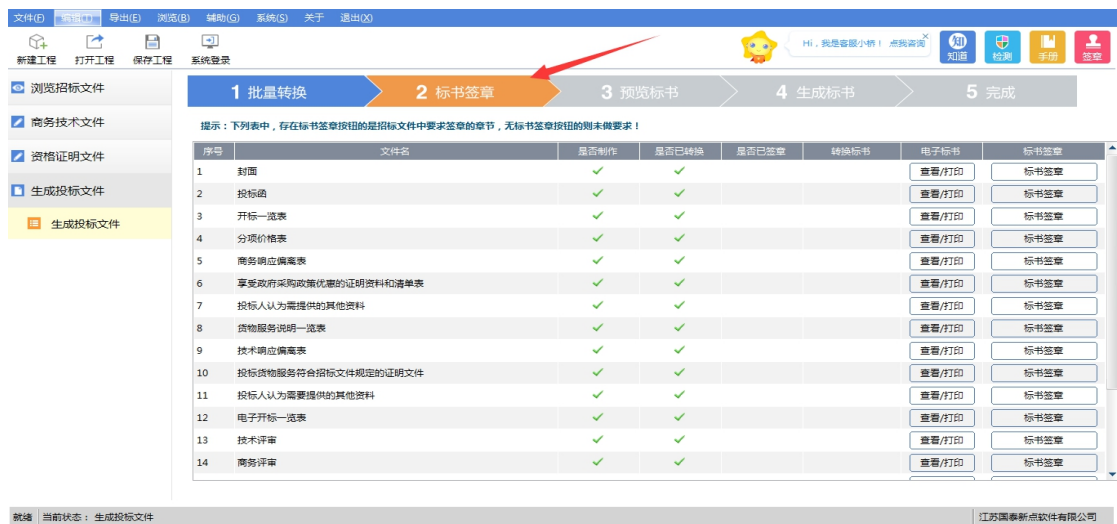 文件(F) 编辑(I) 导出(E) 浏览(B) 辅助(G) 系统(S) 关于 退出(X)
新建工程 打开工程 保存工程 系统登录
Hi，我是客服小桥！ 点我咨询
知 知道 检测 手册 签章
浏览招标文件
商务技术文件
资格证明文件
生成投标文件
生成投标文件
1 批量转换 2 标书签章 3 预览标书 4 生成标书 5 完成
提示：下列表中，存在标书签章按钮的是招标文件中要求签章的章节，无标书签章按钮的则未做要求！
序号 文件名 是否制作 是否已转换 是否已签章 转换标书 电子标书 标书签章
1 封面 查看/打印 标书签章
2 投标函 查看/打印 标书签章
3 开标一览表 查看/打印 标书签章
4 分项价格表 查看/打印 标书签章
5 商务响应偏离表 查看/打印 标书签章
6 享受政府采购政策优惠的证明资料和清单表 查看/打印 标书签章
7 投标人认为需提供的其他资料 查看/打印 标书签章
8 货物服务说明一览表 查看/打印 标书签章
9 技术响应偏离表 查看/打印 标书签章
10 投标货物服务符合招标文件规定的证明文件 查看/打印 标书签章
11 投标人认为需要提供的其他资料 查看/打印 标书签章
12 电子开标一览表 查看/打印 标书签章
13 技术评审 查看/打印 标书签章
14 商务评审 查看/打印 标书签章
就绪 当前状态：生成投标文件 江苏国泰新点软件有限公司